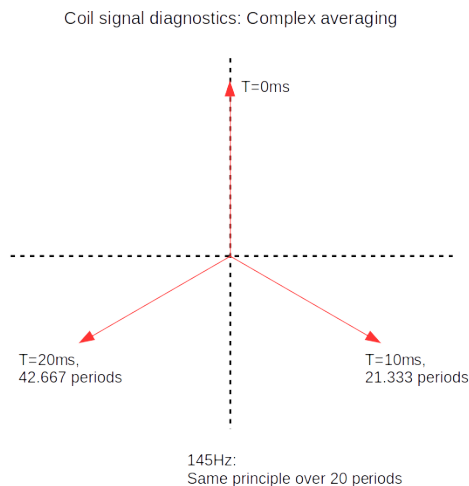 Coil signal diagnostics: Complex averaging
T=0ms
T=20ms,
42.667 periods
T=10ms,
21.333 periods
145Hz:
Same principle over 20 periods